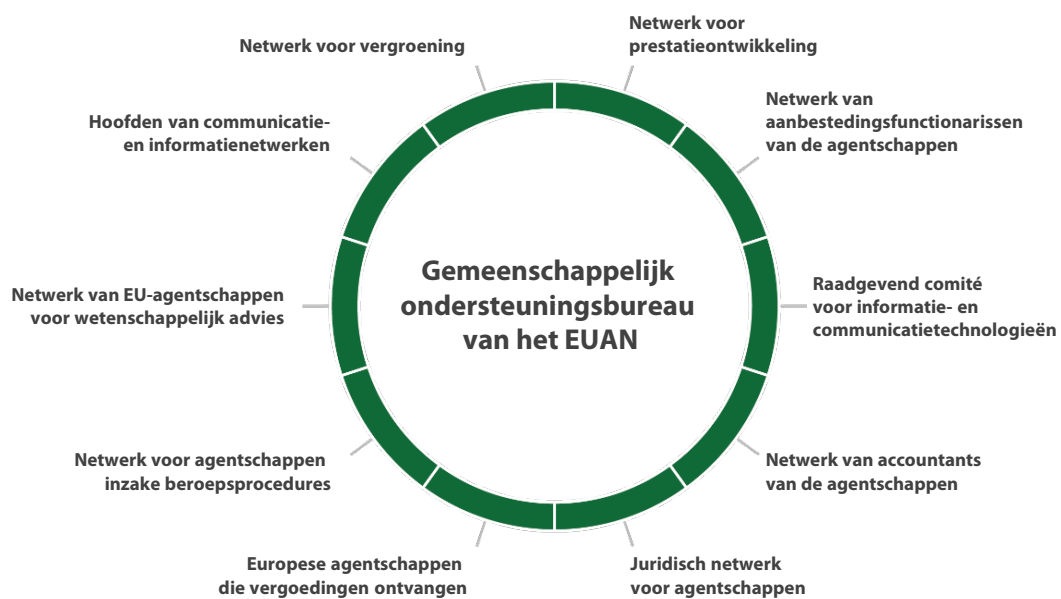 Netwerk voor
prestatieontwikkeling
Netwerk van
aanbestedingsfunctionarissen
van de agentschappen
Raadgevend comité
voor informatie- en
communicatietechnologieën
Netwerk van accountants
van de agentschappen
Juridisch netwerk
voor agentschappen
Europese agentschappen
die vergoedingen ontvangen
Netwerk voor agentschappen
inzake beroepsprocedures
Netwerk van EU-agentschappen
voor wetenschappelijk advies
Hoofden van communicatie-
en informatienetwerken
Netwerk voor vergroening
Gemeenschappelijk
ondersteuningsbureau
van het EUAN